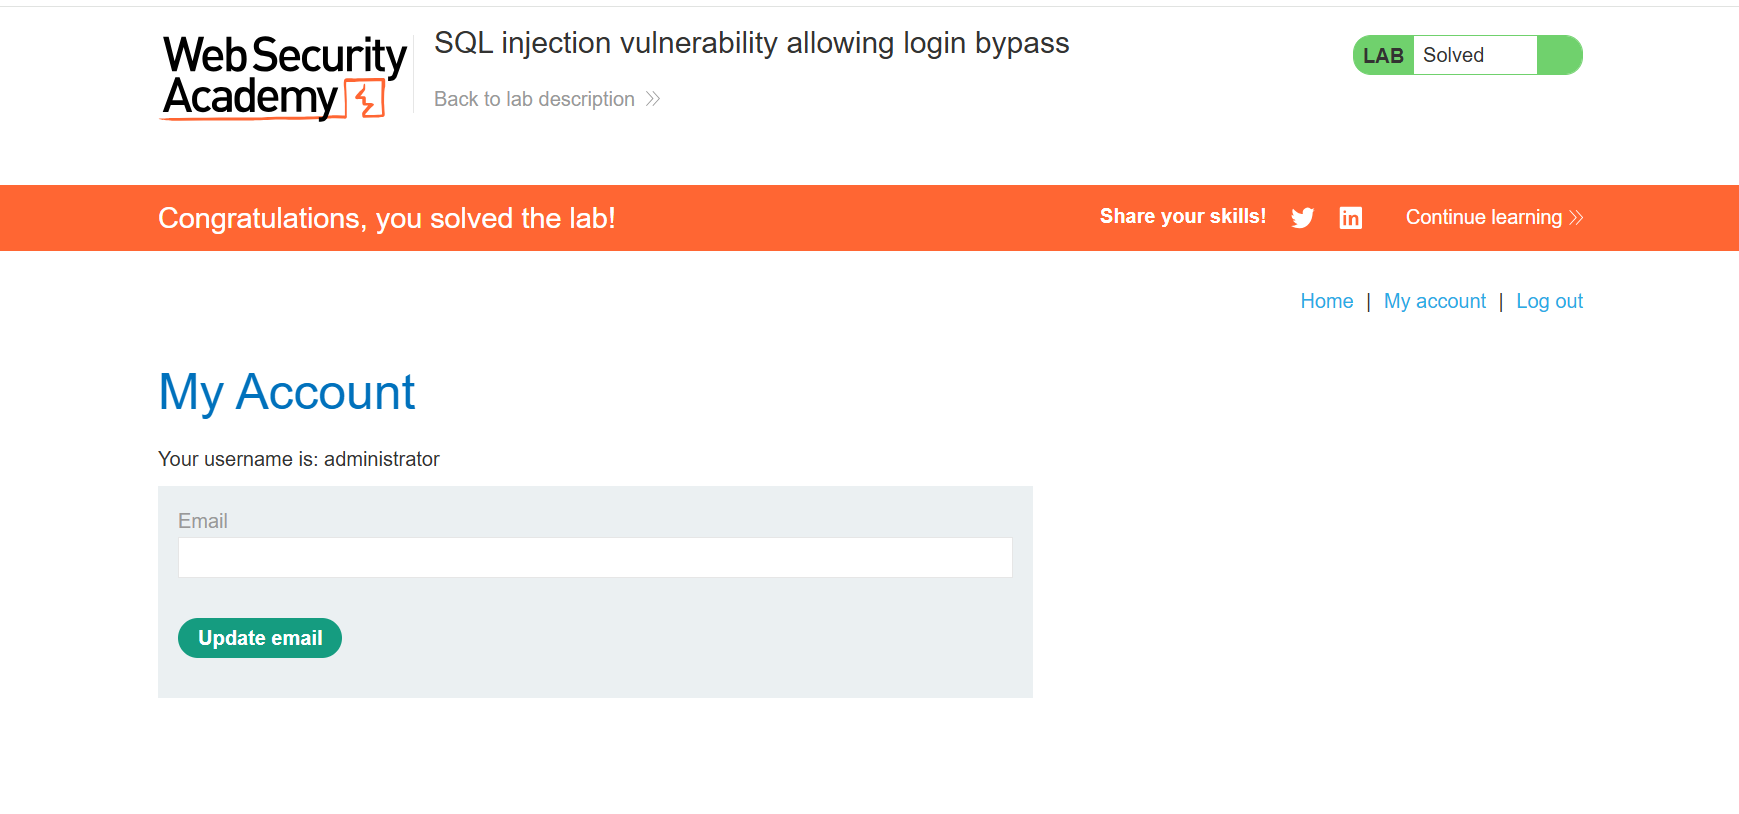 Web Security
Academy
SQL injection vulnerability allowing login bypass
Back to lab description
LAB Solved
Congratulations, you solved the lab!
Share your skills!
in
Continue learning
Home | My account | Log out
My Account
Your username is: administrator
Email
Update email